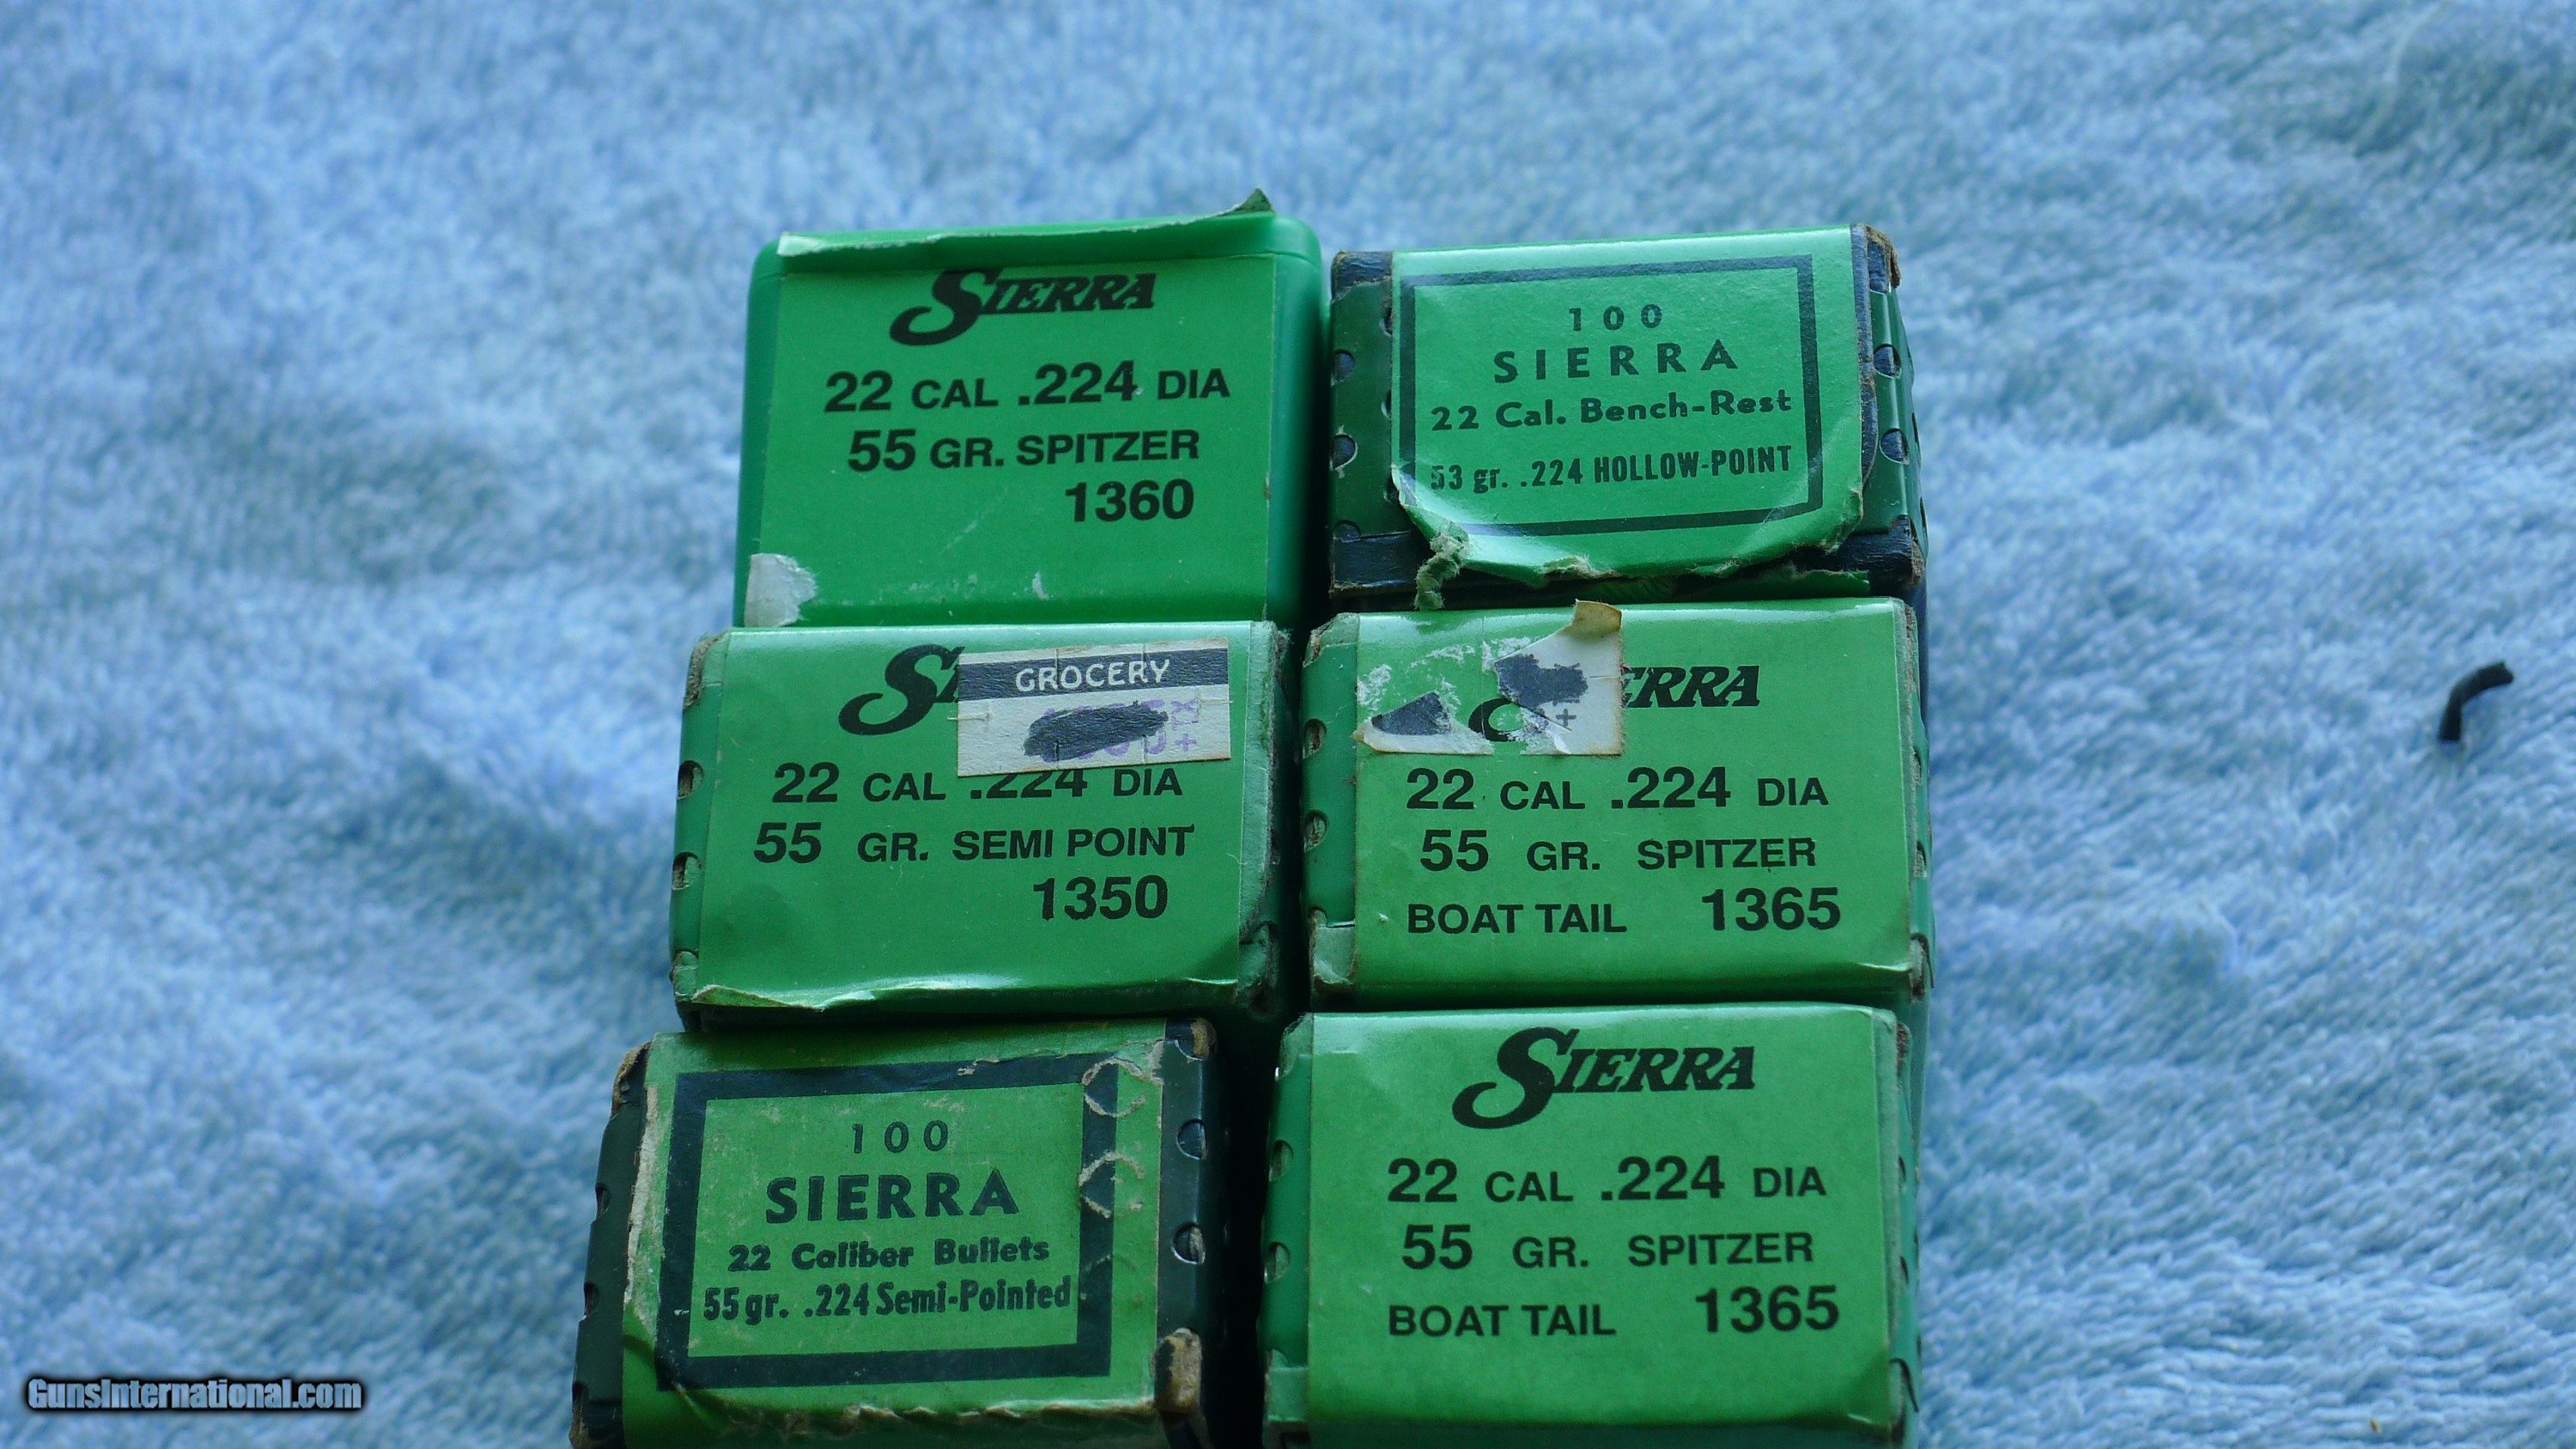 SIERRA
22 CAL .224 DIA
55 GR. SPITZER
1360
100
SIERRA
22 Cal. Bench-Rest
53 gr. .224 HOLLOW-POINT
GROCERY
22 CAL .224 DIA
55 GR. SEMI POINT
1350
22 CAL .224 DIA
55 GR. SPITZER
BOAT TAIL 1365
100
SIERRA
22 Caliber Bullets
55 gr. .224 Semi-Pointed
SIERRA
22 CAL .224 DIA
55 GR. SPITZER
BOAT TAIL 1365
GunsInternational.com